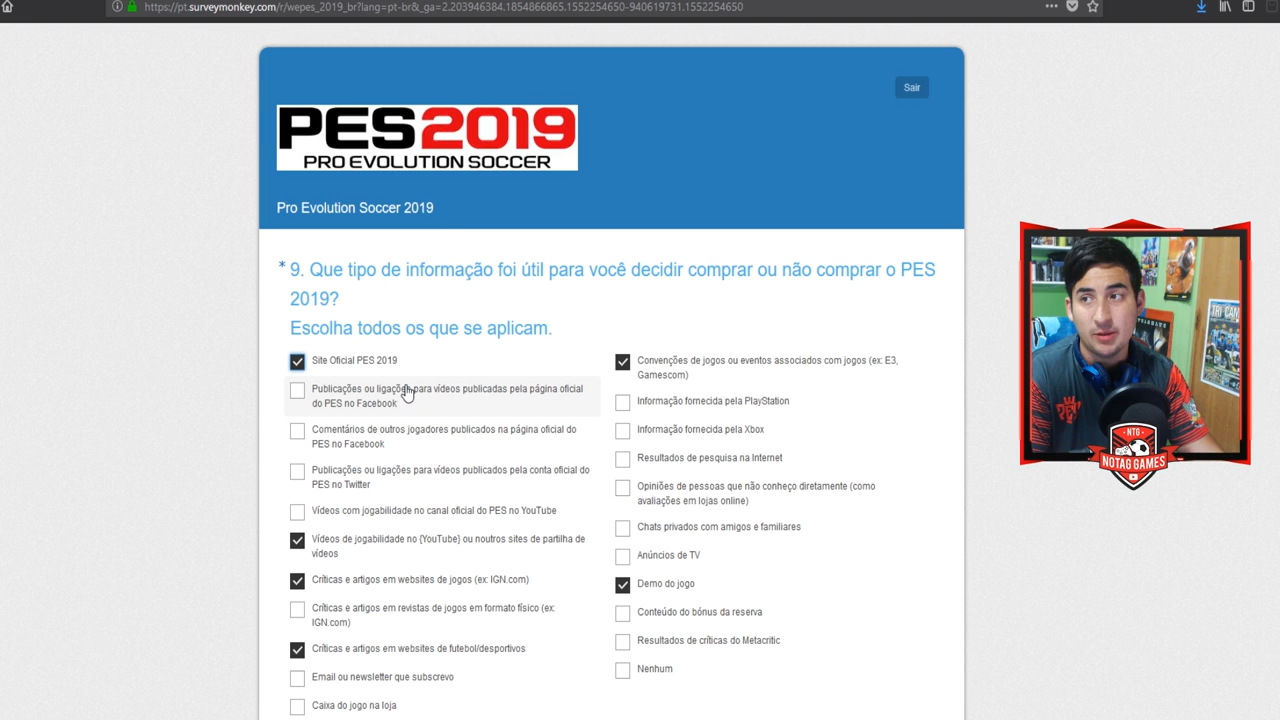 https://pt.surveymonkey.com/r/wepes_2019_br?lang=pt-br&_ga=2.203946384.1854866865.1552254650-940619731.1552254650
Sair
PES2019
PRO EVOLUTION SOCCER
Pro Evolution Soccer 2019
* 9. Que tipo de informação foi útil para você decidir comprar ou não comprar o PES
2019?
Escolha todos os que se aplicam.
Site Oficial PES 2019
Publicações ou ligações para vídeos publicadas pela página oficial
do PES no Facebook
Comentários de outros jogadores publicados na página oficial do
PES no Facebook
Publicações ou ligações para vídeos publicados pela conta oficial do
PES no Twitter
Vídeos com jogabilidade no canal oficial do PES no YouTube
Vídeos de jogabilidade no {YouTube} ou noutros sites de partilha de
vídeos
Críticas e artigos em websites de jogos (ex: IGN.com)
Críticas e artigos em revistas de jogos em formato físico (ex:
IGN.com)
Críticas e artigos em websites de futebol/desportivos
Email ou newsletter que subscrevo
Caixa do jogo na loja
Convenções de jogos ou eventos associados com jogos (ex: E3,
Gamescom)
Informação fornecida pela PlayStation
Informação fornecida pela Xbox
Resultados de pesquisa na Internet
Opiniões de pessoas que não conheço diretamente (como
avaliações em lojas online)
Chats privados com amigos e familiares
Anúncios de TV
Demo do jogo
Conteúdo do bónus da reserva
Resultados de críticas do Metacritic
Nenhum
NTG
NOTAG GAMES